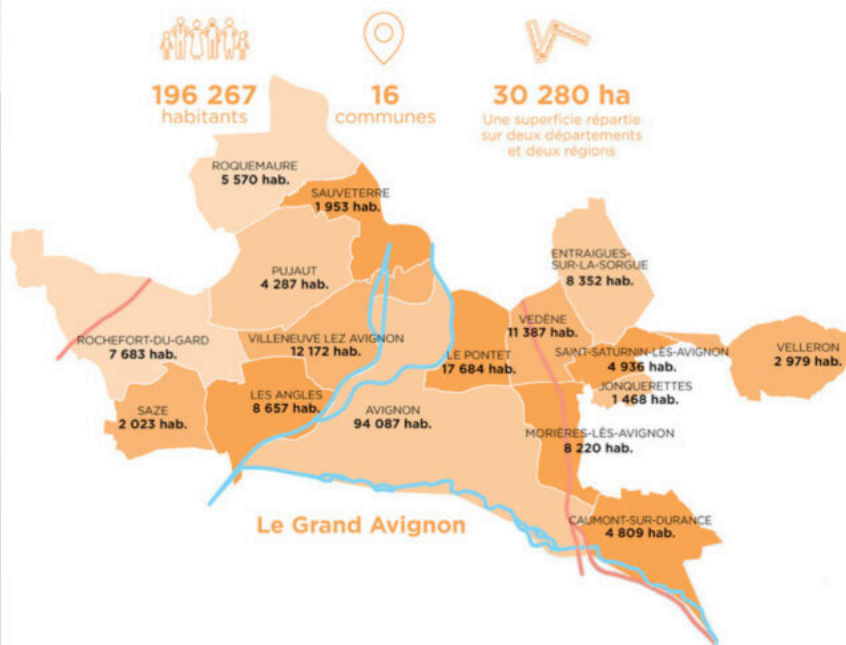 196 267
habitants
16
communes
30 280 ha
Une superficie répartie
sur deux départements
et deux régions
ROQUEMAURE
5 570 hab.
SAUVETERRE
1 953 hab.
PUJAUT
4 287 hab.
ENTRAIGUES-
SUR-LA-SORGUE
8 352 hab.
ROCHEFORT-DU-GARD
7 683 hab.
VILLENEUVE LEZ AVIGNON
12 172 hab.
LE PONTET
17 684 hab.
VEDÈNE
11 387 hab.
SAINT-SATURNIN-LÈS-AVIGNON
4 936 hab.
VELLERON
2 979 hab.
JONQUERETTES
1 468 hab.
SAZE
2 023 hab.
LES ANGLES
8 657 hab.
AVIGNON
94 087 hab.
MORIÈRES-LÈS-AVIGNON
8 220 hab.
CAUMONT-SUR-DURANCE
4 809 hab.
Le Grand Avignon